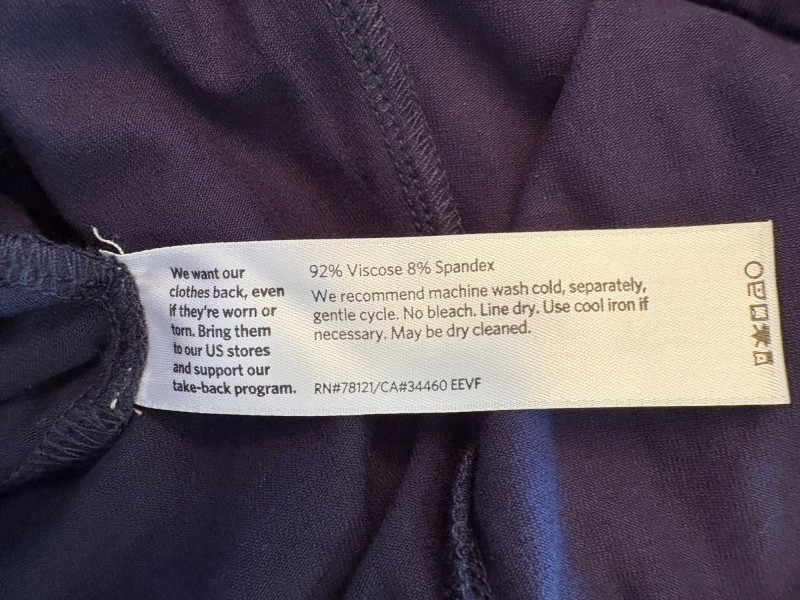 We want our
clothes back, even
if they're worn or
torn. Bring them
to our US stores
and support our
take-back program.
92% Viscose 8% Spandex
We recommend machine wash cold, separately,
gentle cycle. No bleach. Line dry. Use cool iron if
necessary. May be dry cleaned.
RN#78121/CA#34460 EEVF